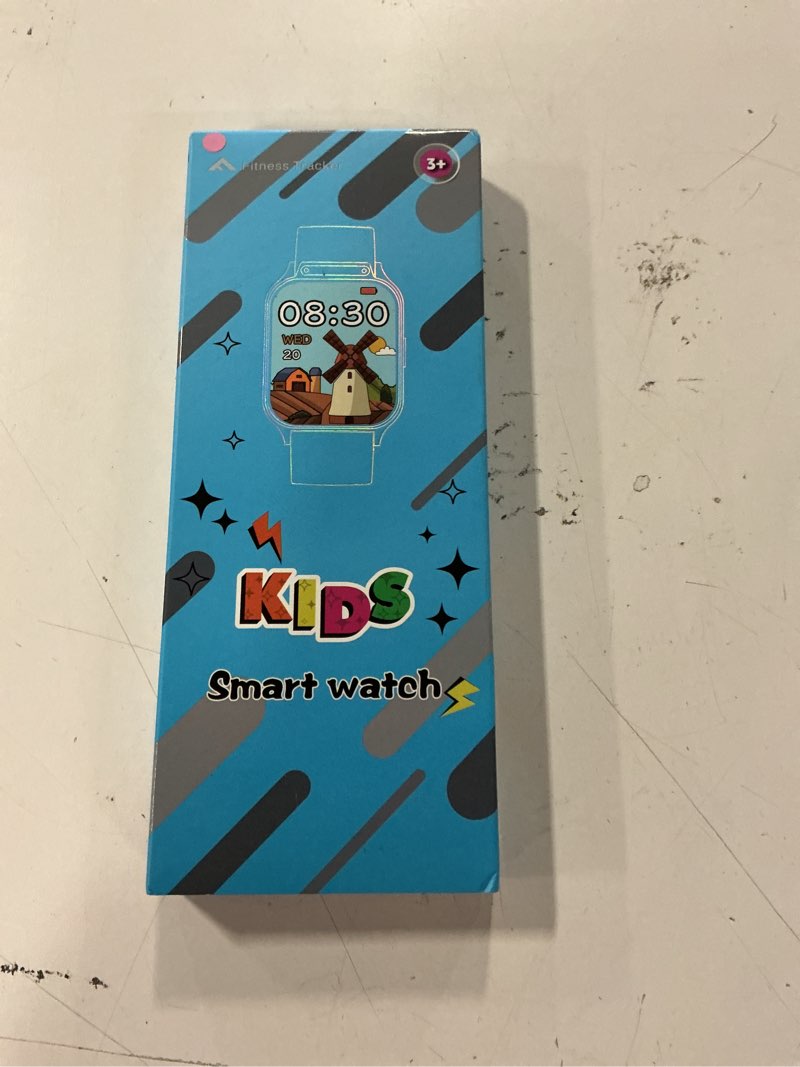 Fitness Tracker
3+
08:30
WED
20
KIDS
Smart watch